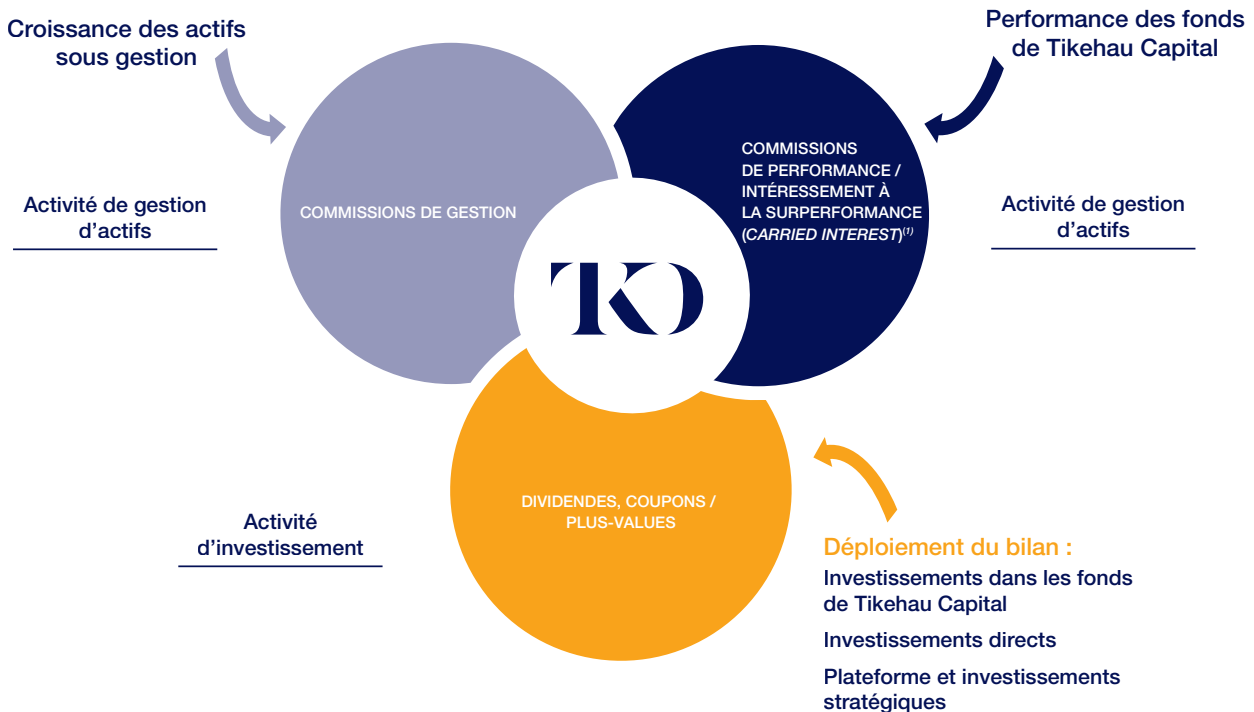 Croissance des actifs
sous gestion
Performance des fonds
de Tikehau Capital
Activité de gestion
d'actifs
COMMISSIONS DE GESTION
COMMISSIONS
DE PERFORMANCE /
INTÉRESSEMENT À
LA SURPERFORMANCE
(CARRIED INTEREST)(1)
Activité de gestion
d'actifs
TKO
DIVIDENDES, COUPONS /
PLUS-VALUES
Activité
d'investissement
Déploiement du bilan :
Investissements dans les fonds
de Tikehau Capital
Investissements directs
Plateforme et investissements
stratégiques